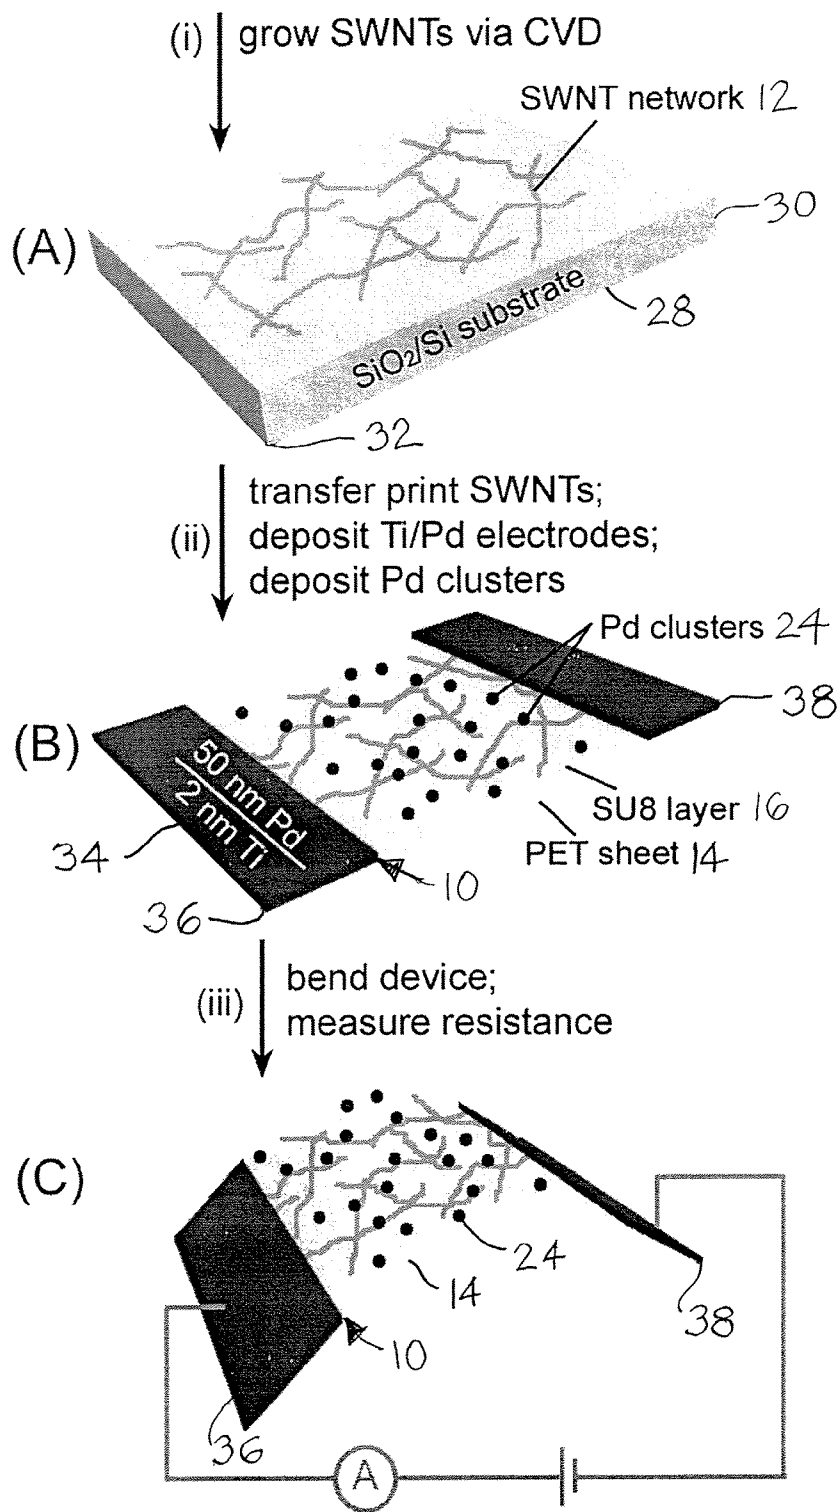 (i) grow SWNTs via CVD
SWNT network 12
30
(A)
SiO₂/Si substrate
28
32
(ii)
transfer print SWNTs;
deposit Ti/Pd electrodes;
deposit Pd clusters
Pd clusters 24
38
(B)
50 nm Pd
2 nm Ti
SU8 layer 16
PET sheet 14
34
10
36
(iii)
bend device;
measure resistance
(C)
24
14
38
10
36
A